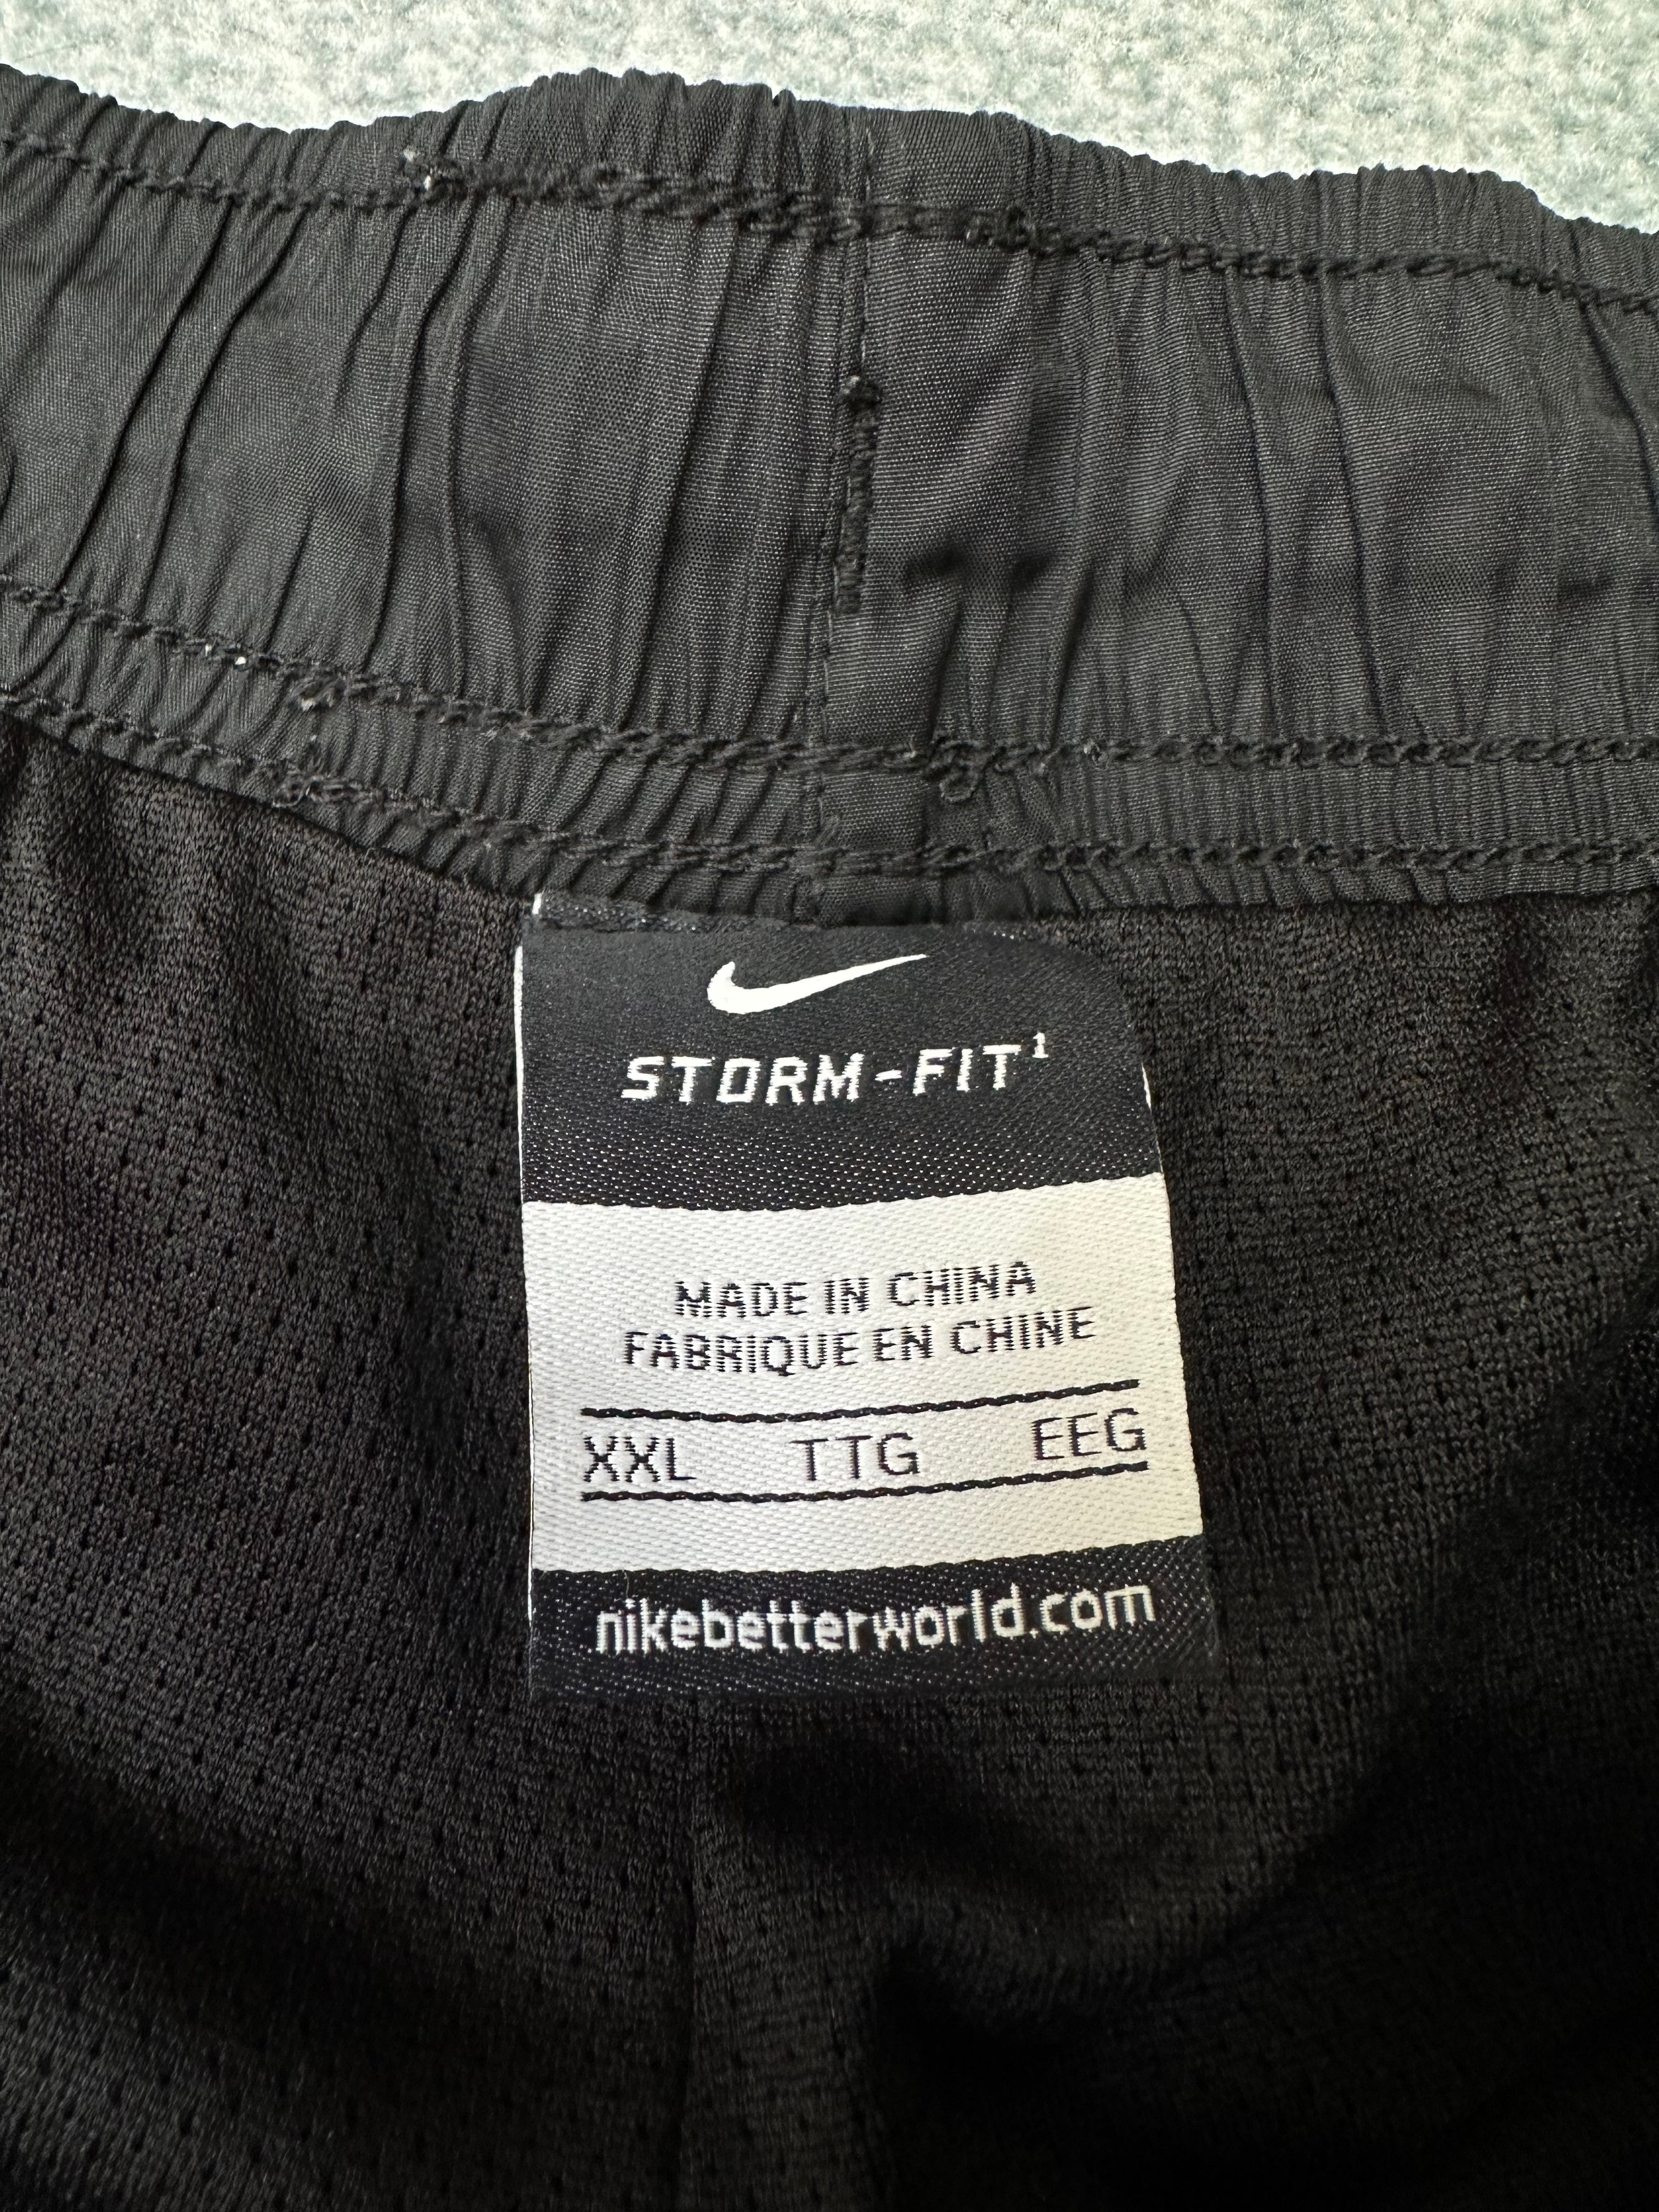 STORM-FIT¹
MADE IN CHINA
FABRIQUE EN CHINE
XXL TTG EEG
nikebetterworld.com